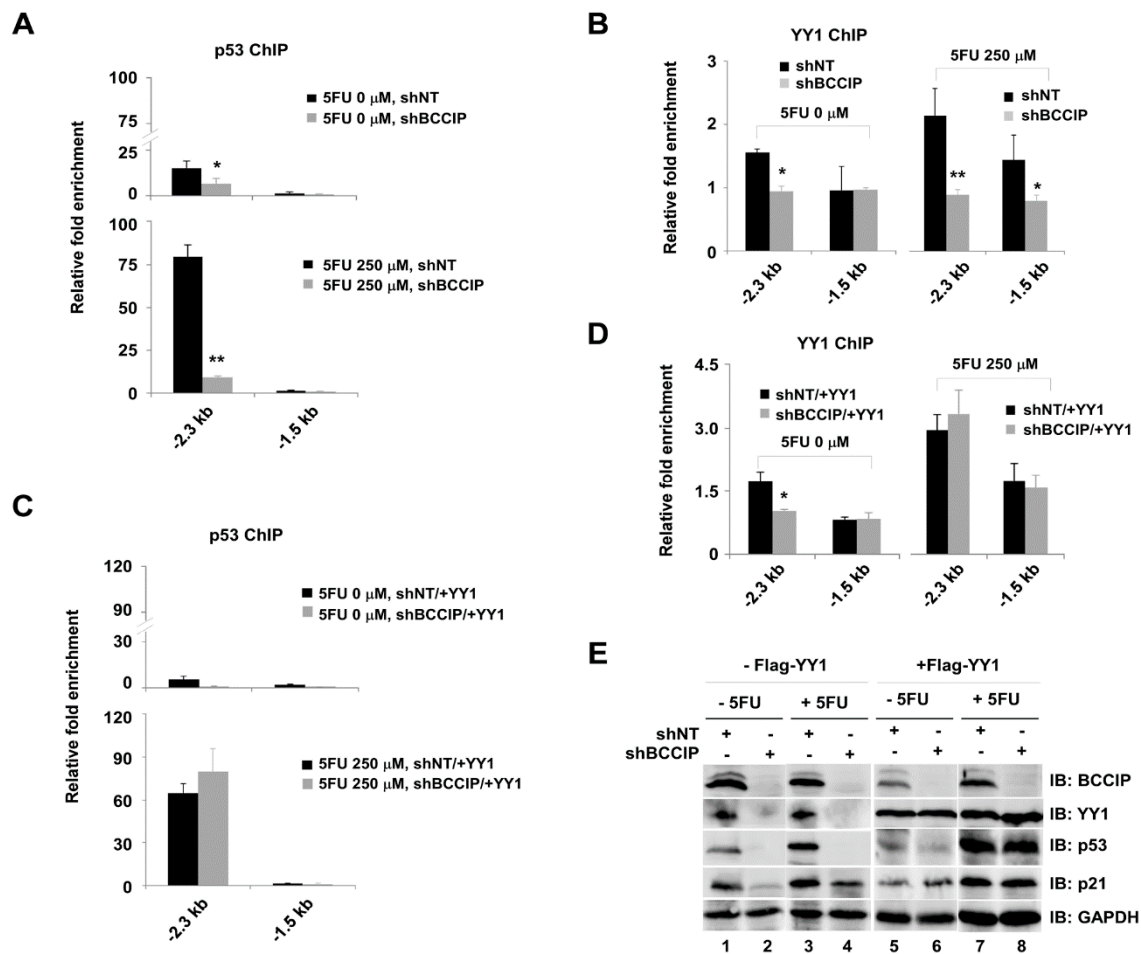 A
p53 ChIP
Relative fold enrichment
100
75
25
0
5FU 0 μM, shNT
5FU 0 μM, shBCCIP
*
100
75
50
25
0
5FU 250 μM, shNT
5FU 250 μM, shBCCIP
**
-2.3 kb
-1.5 kb
B
YY1 ChIP
Relative fold enrichment
3
2
1
0
shNT
shBCCIP
5FU 0 μM
*
5FU 250 μM
shNT
shBCCIP
**
*
-2.3 kb
-1.5 kb
-2.3 kb
-1.5 kb
C
p53 ChIP
Relative fold enrichment
120
90
30
0
5FU 0 μM, shNT/+YY1
5FU 0 μM, shBCCIP/+YY1
120
90
60
30
0
5FU 250 μM, shNT/+YY1
5FU 250 μM, shBCCIP/+YY1
-2.3 kb
-1.5 kb
D
YY1 ChIP
Relative fold enrichment
4.5
3.0
1.5
0
shNT/+YY1
shBCCIP/+YY1
5FU 0 μM
*
5FU 250 μM
shNT/+YY1
shBCCIP/+YY1
-2.3 kb
-1.5 kb
-2.3 kb
-1.5 kb
E
- Flag-YY1 +Flag-YY1
- 5FU + 5FU - 5FU + 5FU
shNT + - + - + - + -
shBCCIP - + - + - + - +
IB: BCCIP
IB: YY1
IB: p53
IB: p21
IB: GAPDH
1 2 3 4 5 6 7 8